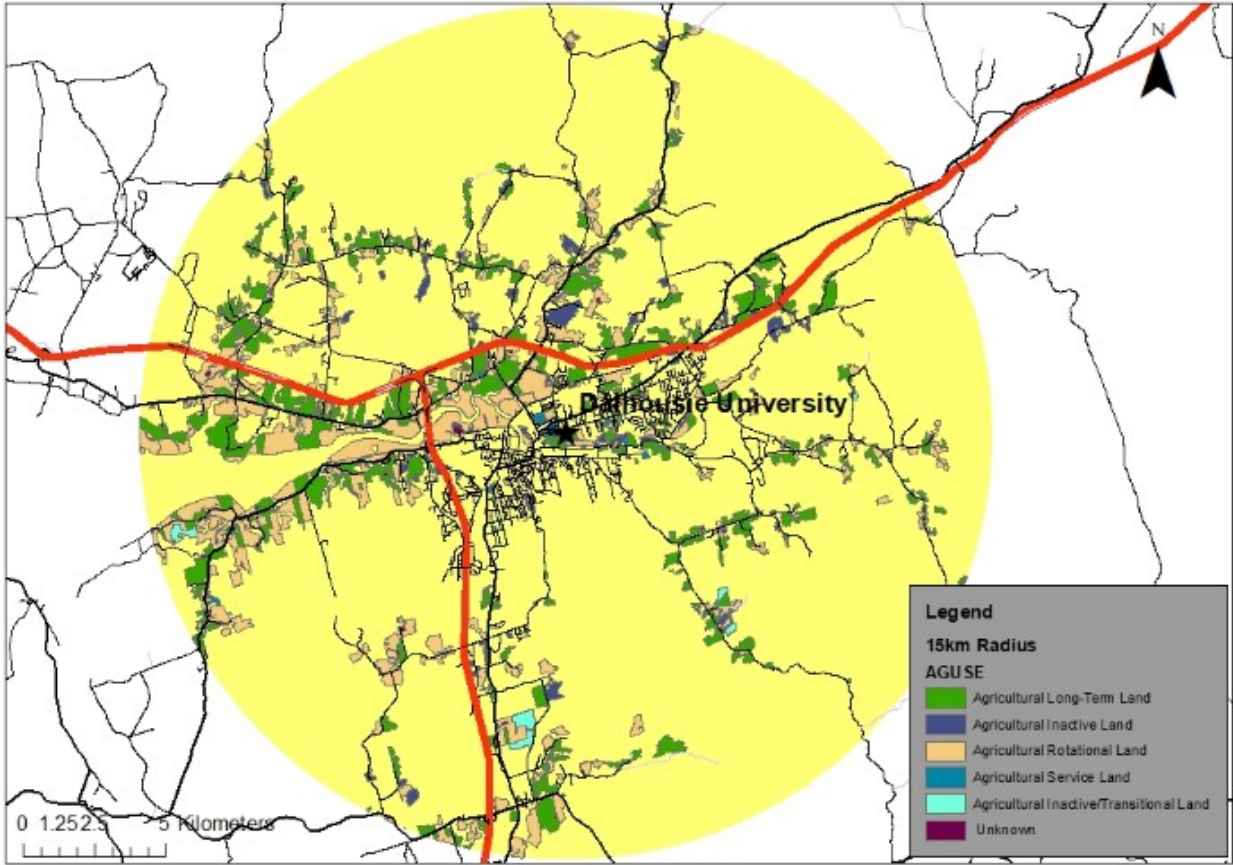 N
Dalhousie University
Legend
15km Radius
AGUSE
Agricultural Long-Term Land
Agricultural Inactive Land
Agricultural Rotational Land
Agricultural Service Land
Agricultural Inactive/Transitional Land
Unknown
0 1.25 2.5 5 Kilometers